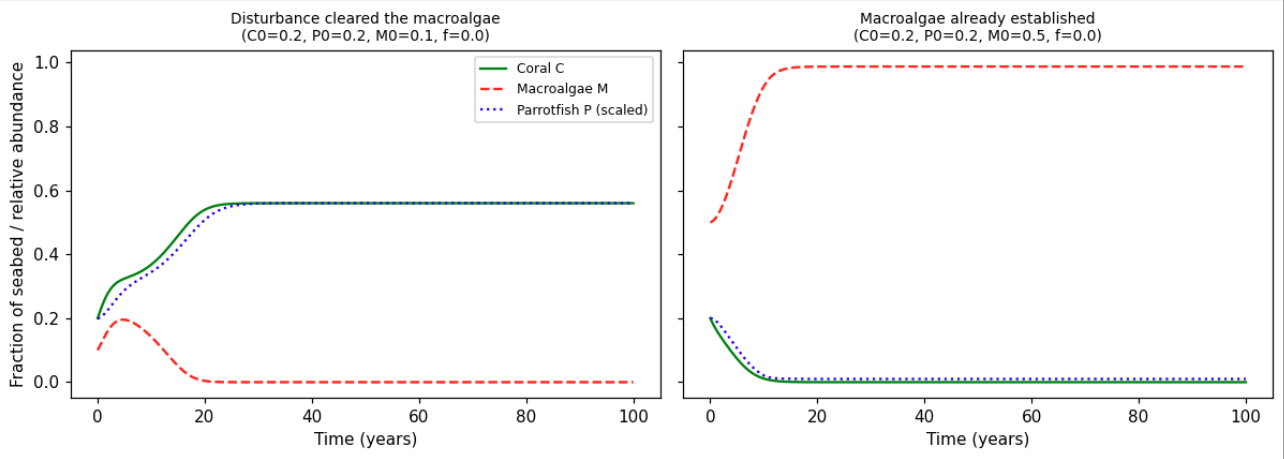 Disturbance cleared the macroalgae
(C0=0.2, P0=0.2, M0=0.1, f=0.0)
Macroalgae already established
(C0=0.2, P0=0.2, M0=0.5, f=0.0)
Fraction of seabed / relative abundance
1.0
0.8
0.6
0.4
0.2
0.0
Coral C
Macroalgae M
Parrotfish P (scaled)
0 20 40 60 80 100
Time (years)
0 20 40 60 80 100
Time (years)